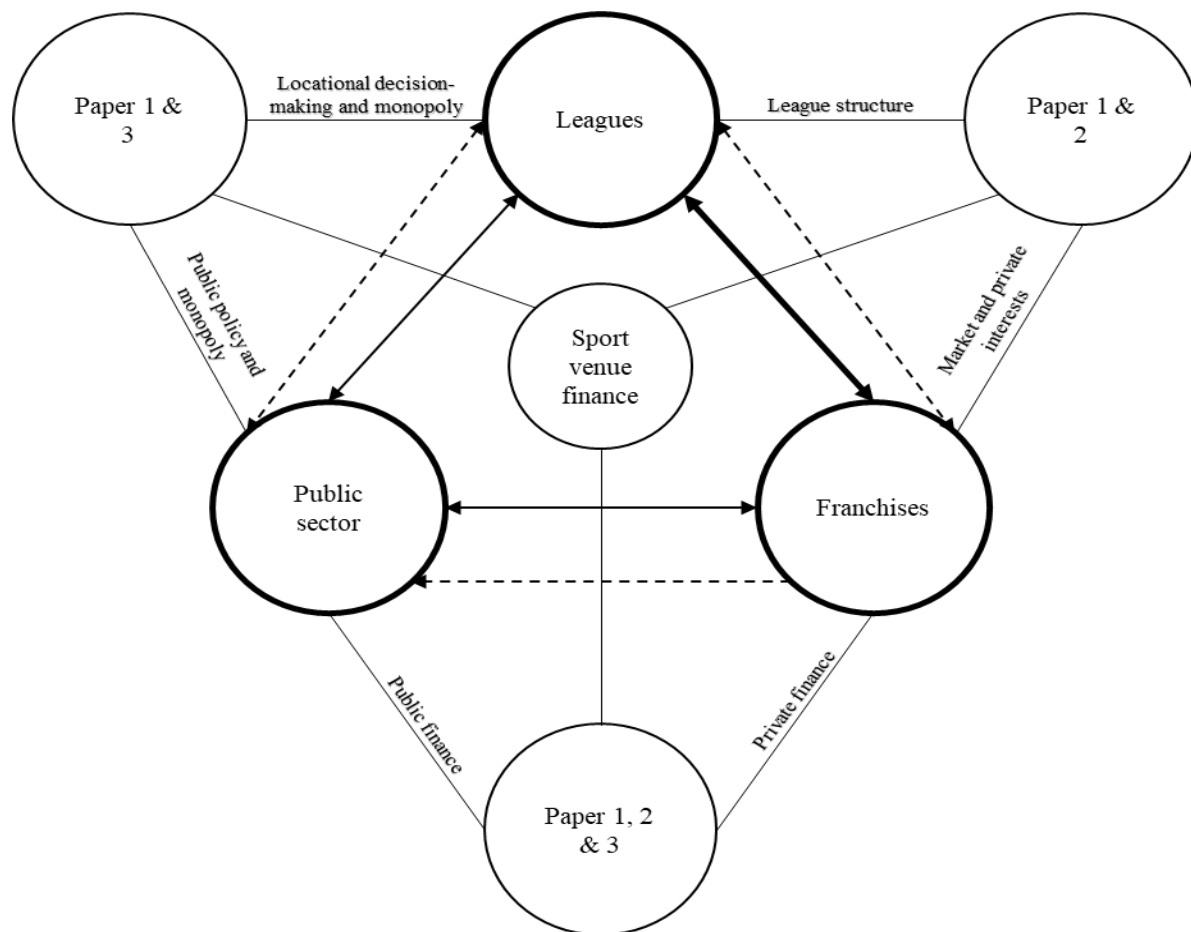 Paper 1 &
3
Locational decision-
making and monopoly
Leagues
League structure
Paper 1 &
2
Public policy and
monopoly
Sport
venue
finance
Market and private
interests
Public
sector
Franchises
Public finance
Private finance
Paper 1, 2
& 3